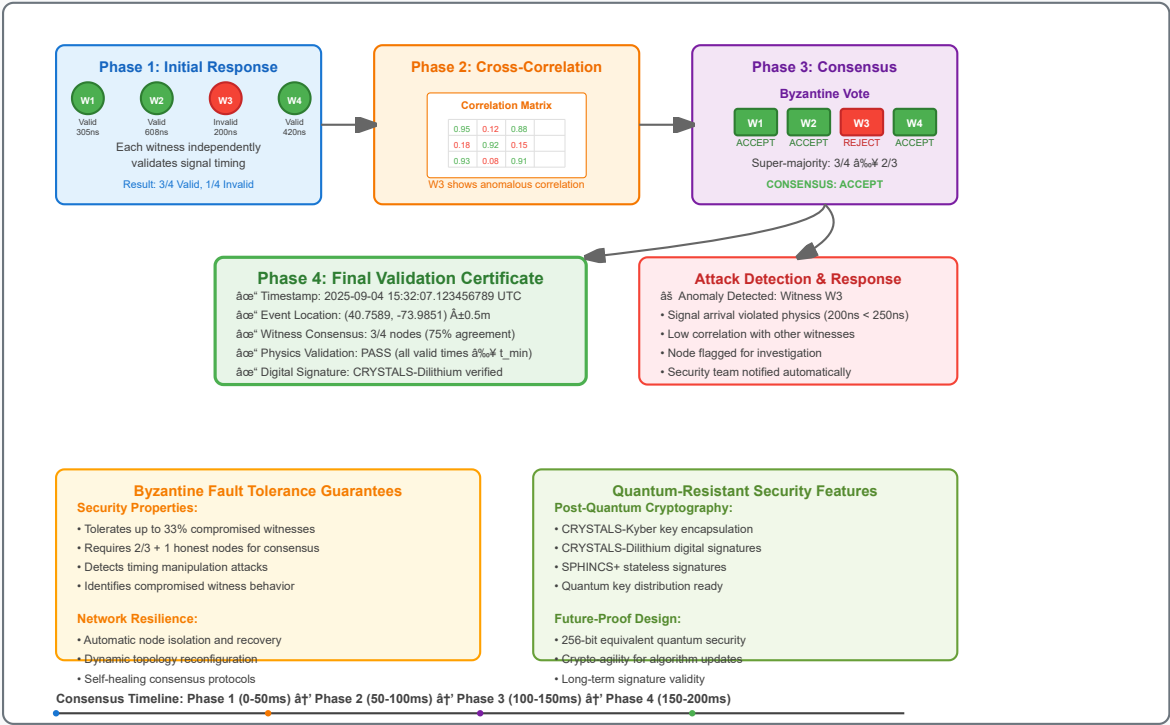 Phase 1: Initial Response
W1 W2 W3 W4
Valid Valid Invalid Valid
305ns 608ns 200ns 420ns
Each witness independently
validates signal timing
Result: 3/4 Valid, 1/4 Invalid
Phase 2: Cross-Correlation
Correlation Matrix
0.95 0.12 0.88
0.18 0.92 0.15
0.93 0.08 0.91
W3 shows anomalous correlation
Phase 3: Consensus
Byzantine Vote
W1 W2 W3 W4
ACCEPT ACCEPT REJECT ACCEPT
Super-majority: 3/4 â‰¥ 2/3
CONSENSUS: ACCEPT
Phase 4: Final Validation Certificate
âœ“ Timestamp: 2025-09-04 15:32:07.123456789 UTC
âœ“ Event Location: (40.7589, -73.9851) Â±0.5m
âœ“ Witness Consensus: 3/4 nodes (75% agreement)
âœ“ Physics Validation: PASS (all valid times â‰¥ t_min)
âœ“ Digital Signature: CRYSTALS-Dilithium verified
Attack Detection & Response
âš  Anomaly Detected: Witness W3
• Signal arrival violated physics (200ns < 250ns)
• Low correlation with other witnesses
• Node flagged for investigation
• Security team notified automatically
Byzantine Fault Tolerance Guarantees
Security Properties:
• Tolerates up to 33% compromised witnesses
• Requires 2/3 + 1 honest nodes for consensus
• Detects timing manipulation attacks
• Identifies compromised witness behavior
Network Resilience:
• Automatic node isolation and recovery
• Dynamic topology reconfiguration
• Self-healing consensus protocols
Quantum-Resistant Security Features
Post-Quantum Cryptography:
• CRYSTALS-Kyber key encapsulation
• CRYSTALS-Dilithium digital signatures
• SPHINCS+ stateless signatures
• Quantum key distribution ready
Future-Proof Design:
• 256-bit equivalent quantum security
• Crypto-agility for algorithm updates
• Long-term signature validity
Consensus Timeline: Phase 1 (0-50ms) â†’ Phase 2 (50-100ms) â†’ Phase 3 (100-150ms) â†’ Phase 4 (150-200ms)